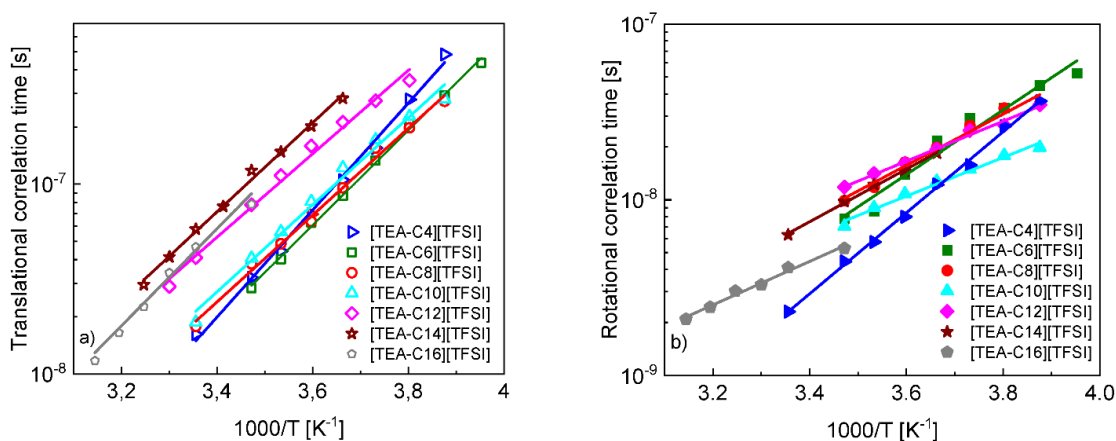 Translational correlation time [s]
10⁻⁷
10⁻⁸
a)
[TEA-C4][TFSI]
[TEA-C6][TFSI]
[TEA-C8][TFSI]
[TEA-C10][TFSI]
[TEA-C12][TFSI]
[TEA-C14][TFSI]
[TEA-C16][TFSI]
3,2 3,4 3,6 3,8 4
1000/T [K⁻¹]
Rotational correlation time [s]
10⁻⁷
10⁻⁸
10⁻⁹
b)
[TEA-C4][TFSI]
[TEA-C6][TFSI]
[TEA-C8][TFSI]
[TEA-C10][TFSI]
[TEA-C12][TFSI]
[TEA-C14][TFSI]
[TEA-C16][TFSI]
3.2 3.4 3.6 3.8 4.0
1000/T [K⁻¹]